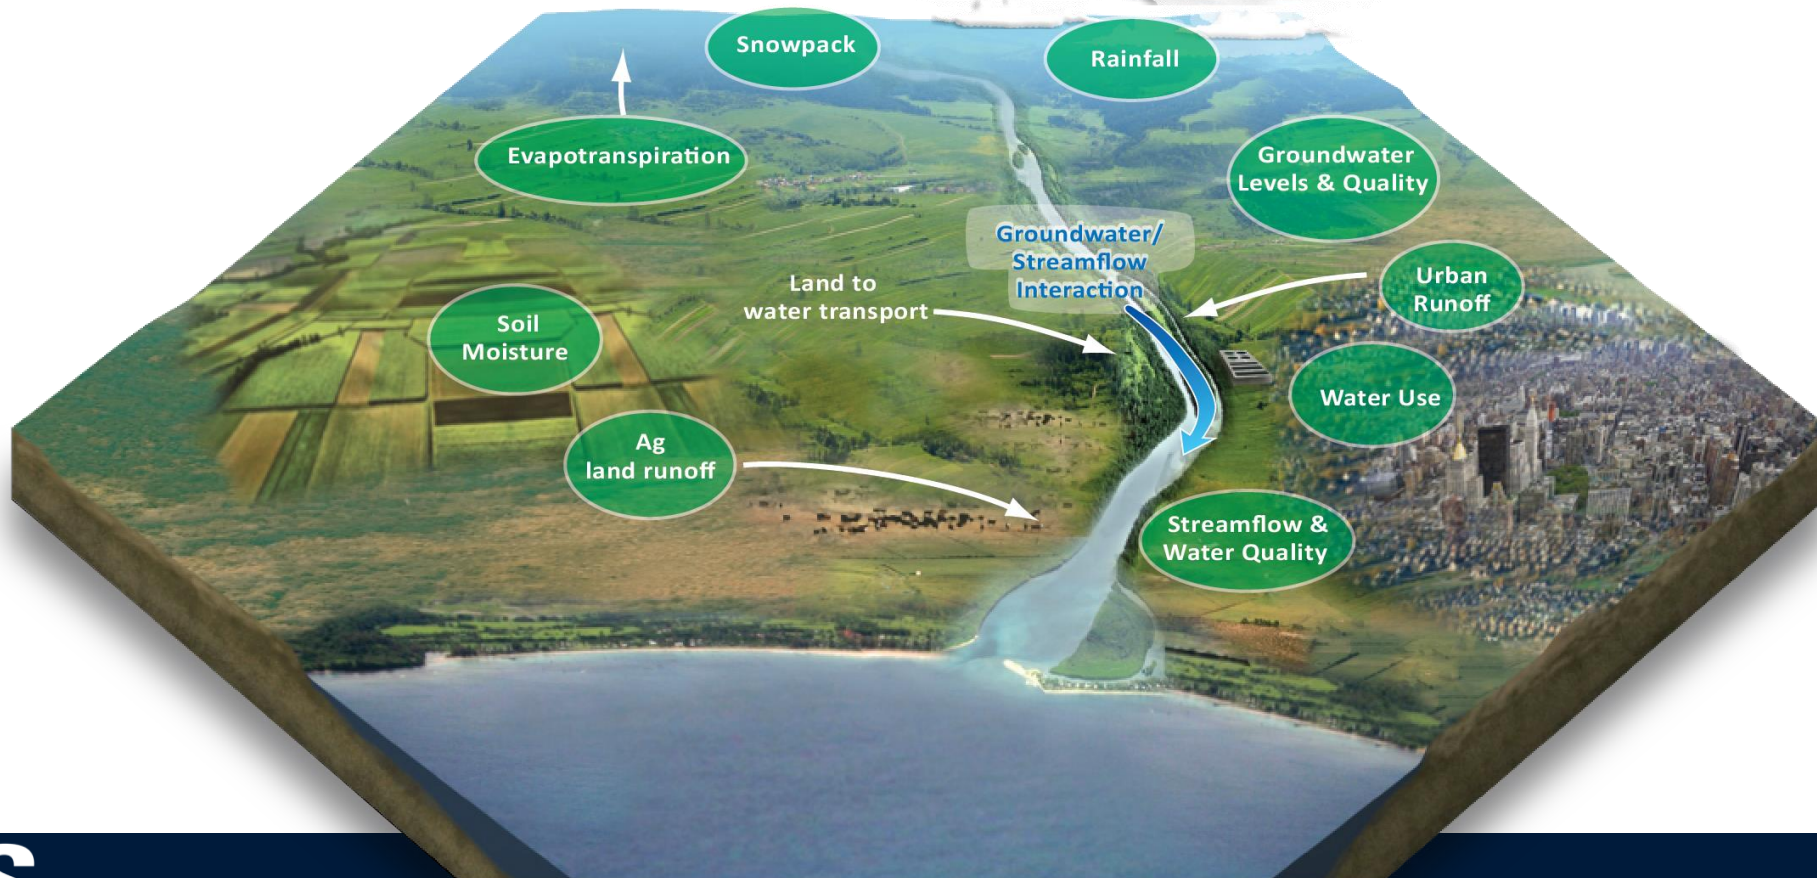 Snowpack
Rainfall
Evapotranspiration
Groundwater
Levels & Quality
Groundwater/
Streamflow
Interaction
Land to
water transport
Urban
Runoff
Soil
Moisture
Water Use
Ag
land runoff
Streamflow &
Water Quality